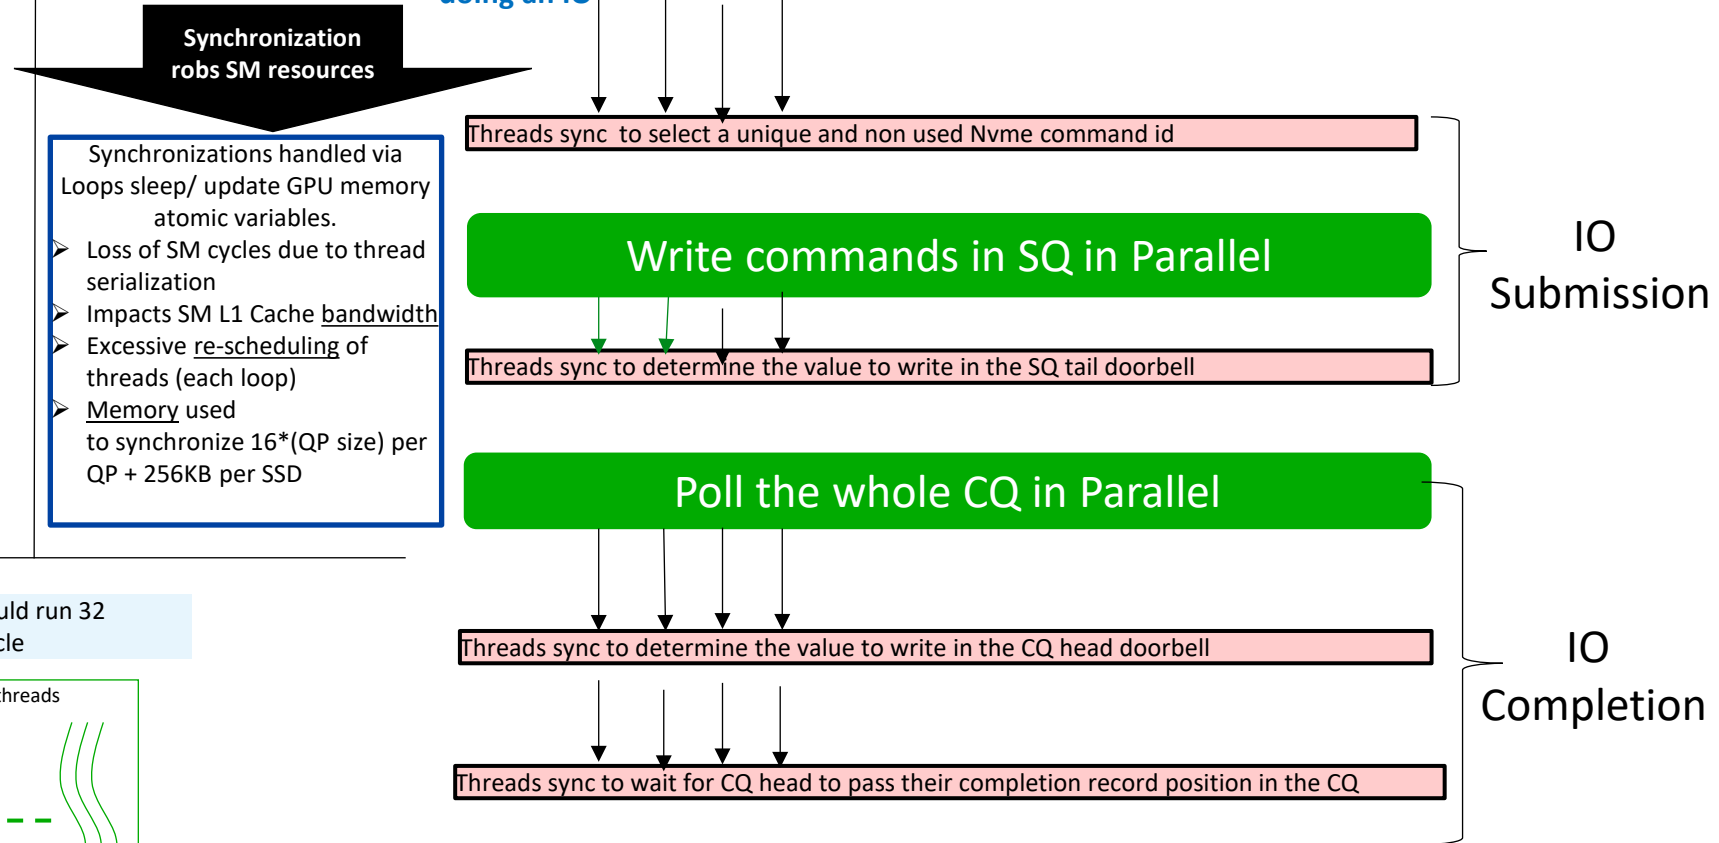 doing an IO
Synchronization
robs SM resources
Synchronizations handled via
Loops sleep/ update GPU memory
atomic variables.
➢ Loss of SM cycles due to thread
serialization
➢ Impacts SM L1 Cache bandwidth
➢ Excessive re-scheduling of
threads (each loop)
➢ Memory used
to synchronize 16*(QP size) per
QP + 256KB per SSD
Threads sync  to select a unique and non used Nvme command id
Write commands in SQ in Parallel
Threads sync to determine the value to write in the SQ tail doorbell
IO
Submission
Poll the whole CQ in Parallel
Threads sync to determine the value to write in the CQ head doorbell
Threads sync to wait for CQ head to pass their completion record position in the CQ
IO
Completion
run 32
threads